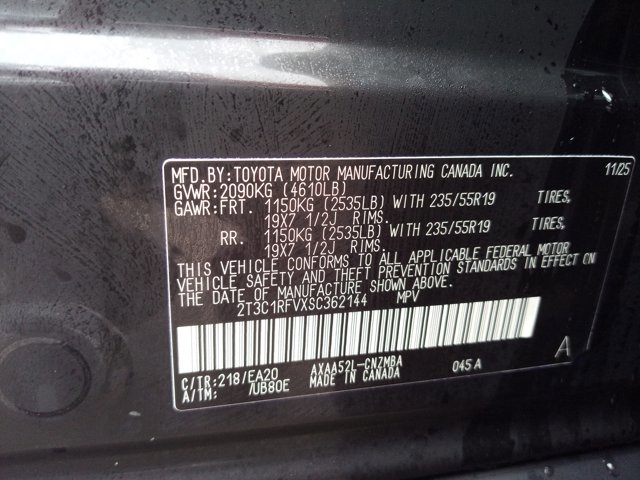 MFD.BY:TOYOTA MOTOR MANUFACTURING CANADA INC. 11/25
GVWR:2090KG (4610LB)
GAWR:FRT. 1150KG (2535LB) WITH 235/55R19 TIRES,
19X7 1/2J RIMS.
RR. 1150KG (2535LB) WITH 235/55R19 TIRES,
19X7 1/2J RIMS.
THIS VEHICLE CONFORMS TO ALL APPLICABLE FEDERAL MOTOR
VEHICLE SAFETY AND THEFT PREVENTION STANDARDS IN EFFECT ON
THE DATE OF MANUFACTURE SHOWN ABOVE.
2T3C1RFVXSC362144 MPV
C/TR:218/EA20 AXAA52L-CNZMBA 045 A A
A/TM: /UB80E MADE IN CANADA